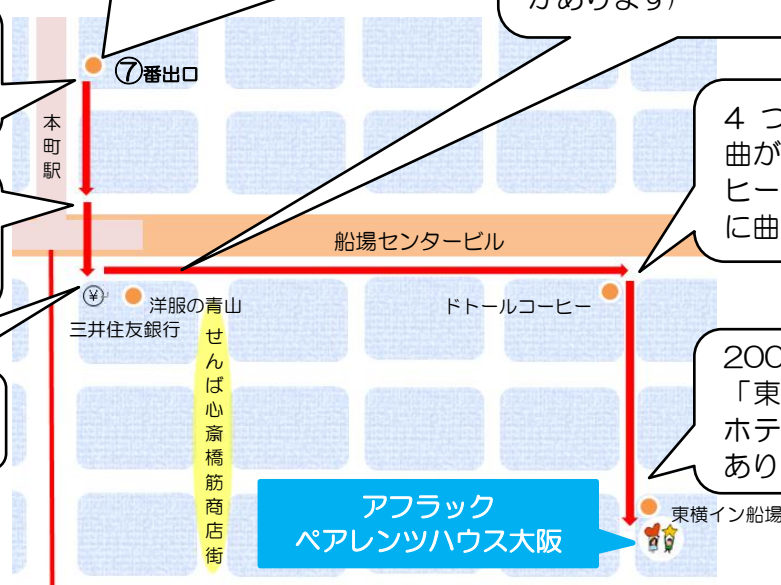 があります)
⑦番出口
本町駅
4 つ
曲が
ヒー
に曲
船場センタービル
¥
洋服の青山
三井住友銀行
ドトールコーヒー
せんば心斎橋筋商店街
200
「東
ホテ
あり
アフラック
ペアレンツハウス大阪
東横イン船場